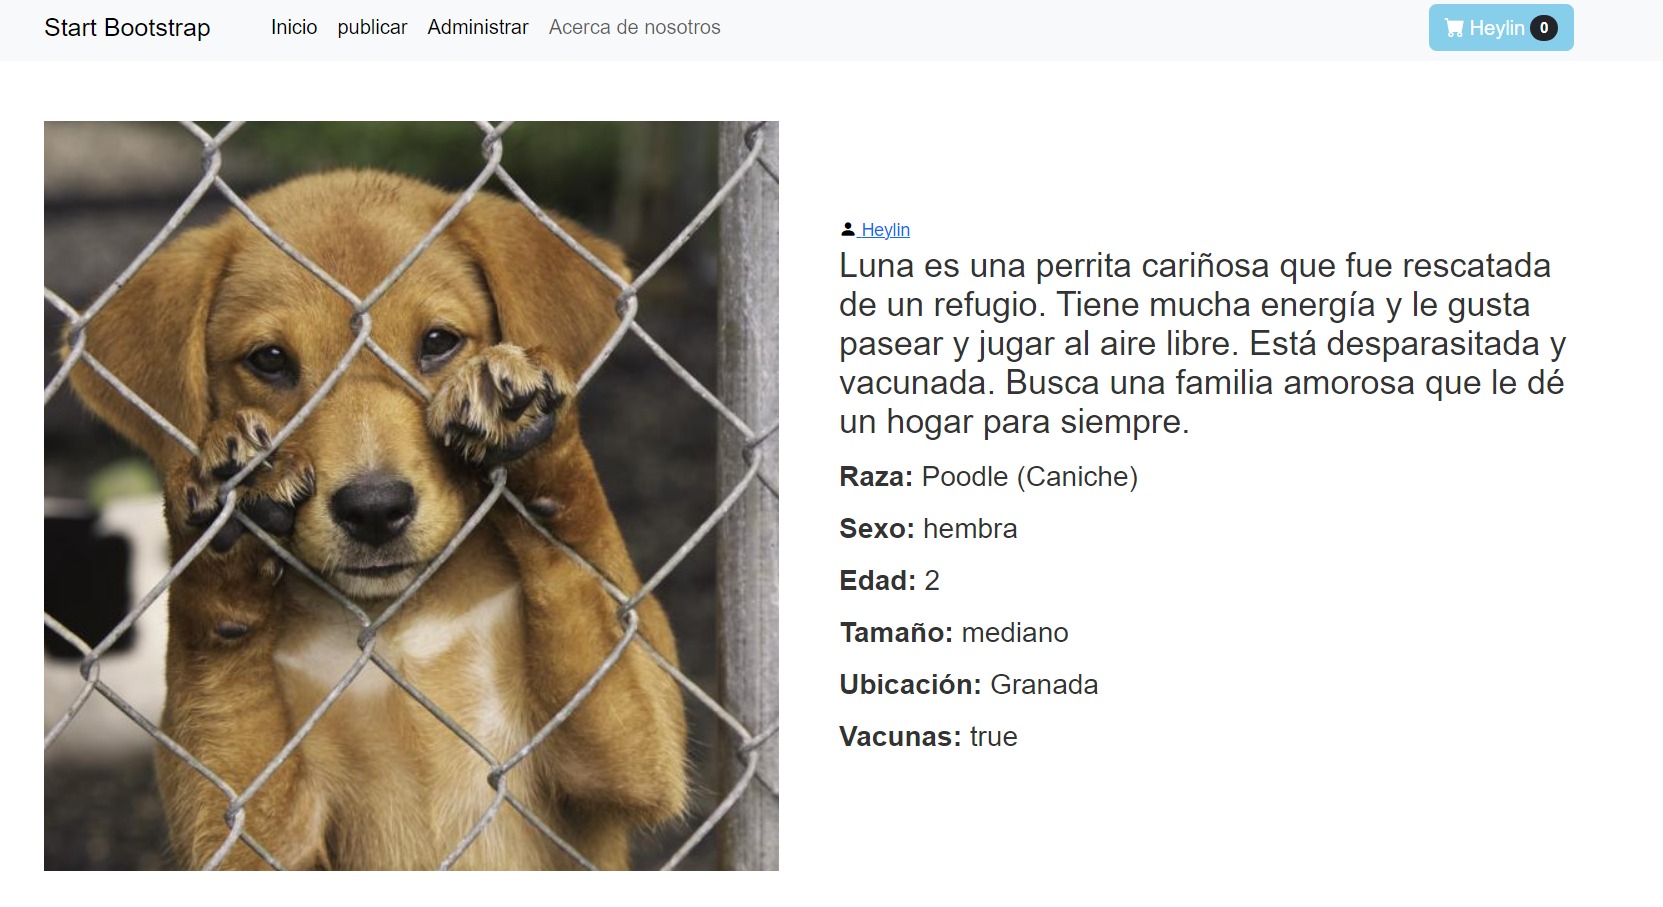 Start Bootstrap Inicio publicar Administrar Acerca de nosotros Heylin 0
Heylin
Luna es una perrita cariñosa que fue rescatada
de un refugio. Tiene mucha energía y le gusta
pasear y jugar al aire libre. Está desparasitada y
vacunada. Busca una familia amorosa que le dé
un hogar para siempre.
Raza: Poodle (Caniche)
Sexo: hembra
Edad: 2
Tamaño: mediano
Ubicación: Granada
Vacunas: true